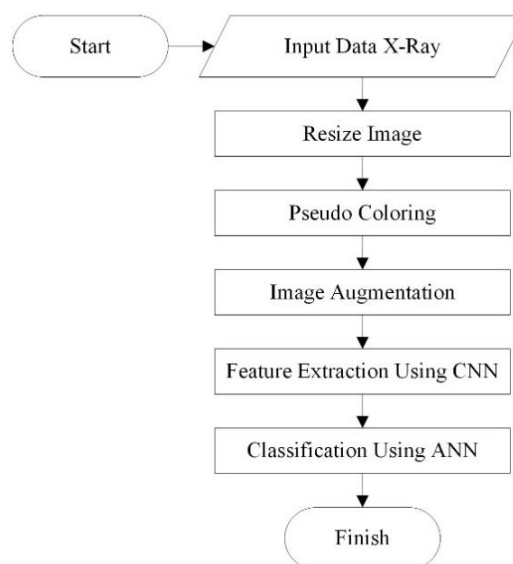 Start
Input Data X-Ray
Resize Image
Pseudo Coloring
Image Augmentation
Feature Extraction Using CNN
Classification Using ANN
Finish